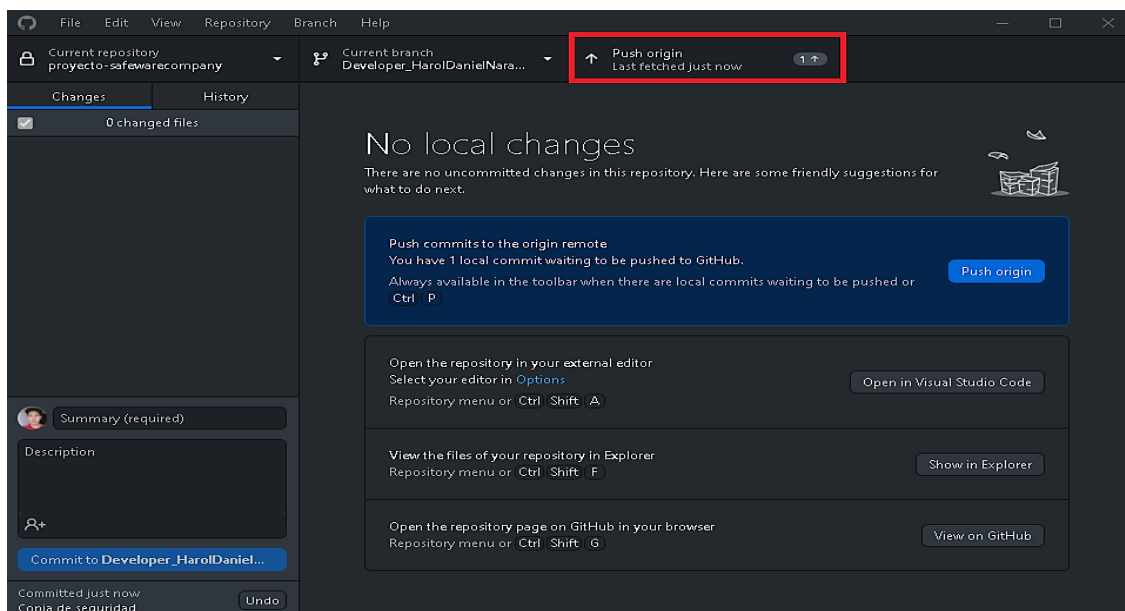 File Edit View Repository Branch Help
Current repository
proyecto-safewarecompany
Current branch
Developer_HarolDanielNara...
Push origin
Last fetched just now
1
Changes History
0 changed files
No local changes
There are no uncommitted changes in this repository. Here are some friendly suggestions for
what to do next.
Push commits to the origin remote
You have 1 local commit waiting to be pushed to GitHub.
Always available in the toolbar when there are local commits waiting to be pushed or
Ctrl P
Push origin
Open the repository in your external editor
Select your editor in Options
Repository menu or Ctrl Shift A
Open in Visual Studio Code
View the files of your repository in Explorer
Repository menu or Ctrl Shift F
Show in Explorer
Open the repository page on GitHub in your browser
Repository menu or Ctrl Shift G
View on GitHub
Summary (required)
Description
Commit to Developer_HarolDaniel...
Committed just now
Copia de seguridad
Undo